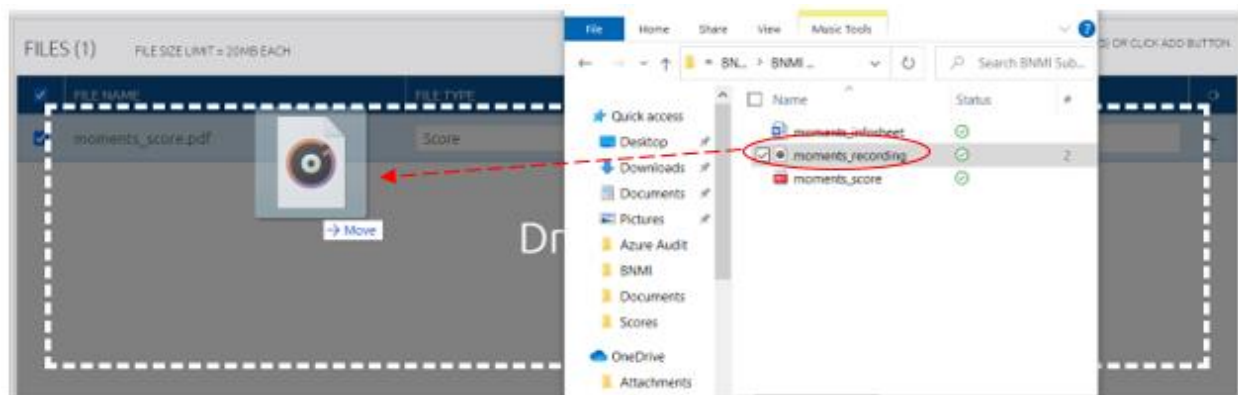 FILES (1) FILE SIZE LIMIT = 20MB EACH
OR CLICK ADD BUTTON
FILE NAME FILE TYPE
moments_score.pdf Score
Move
Dr
File Home Share View Music Tools
BN... > BNMI ... Search BNMI Sub...
Quick access
Desktop
Downloads
Documents
Pictures
Azure Audit
BNMI
Documents
Scores
OneDrive
Attachments
Name Status #
moments_infosheet
moments_recording 2
moments_score